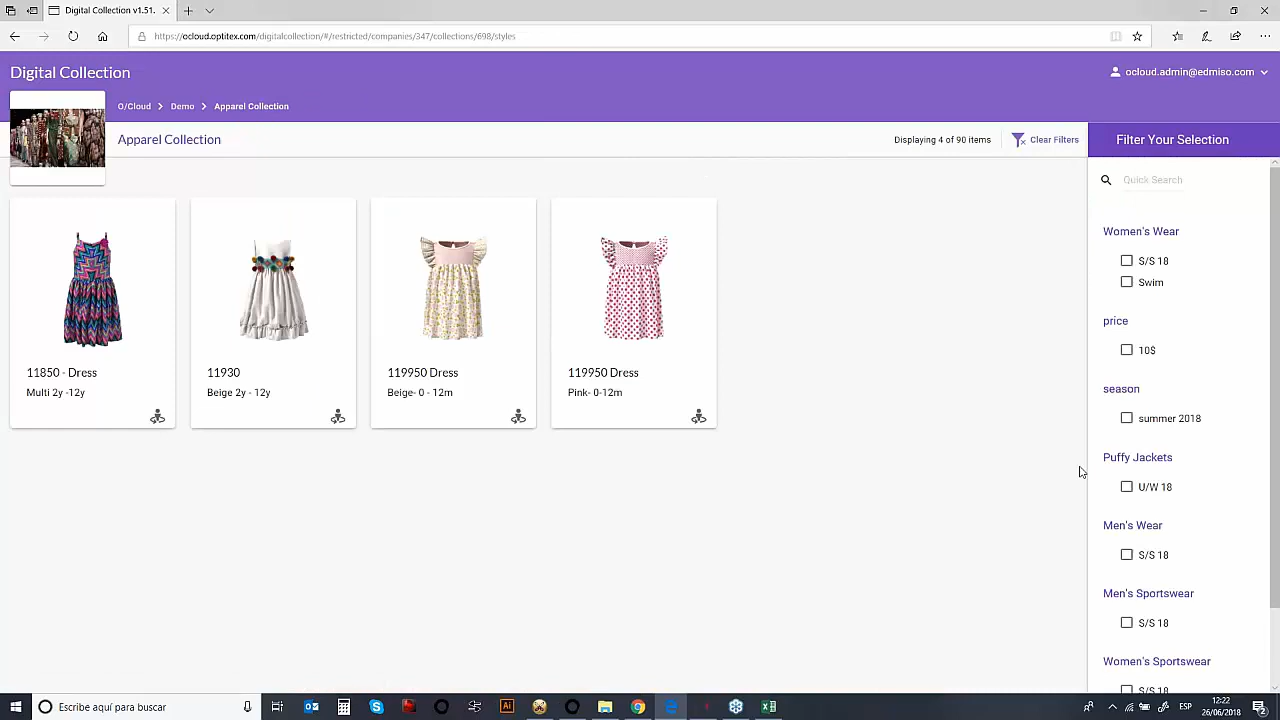 Digital Collection v1.51.
https://ocloud.optitex.com/digitalcollection/#/restricted/companies/347/collections/698/styles
Digital Collection
ocloud.admin@edmiso.com
O/Cloud
Demo
Apparel Collection
Apparel Collection
Displaying 4 of 90 items
Clear Filters
Filter Your Selection
Quick Search
11850 - Dress
Multi 2y -12y
11930
Beige 2y - 12y
119950 Dress
Beige- 0 - 12m
119950 Dress
Pink- 0-12m
Women's Wear
S/S 18
Swim
price
10$
season
summer 2018
Puffy Jackets
U/W 18
Men's Wear
S/S 18
Men's Sportswear
S/S 18
Women's Sportswear
S/S 18
Escribe aquí para buscar
Ai
ESP
12:22
26/06/2018
2